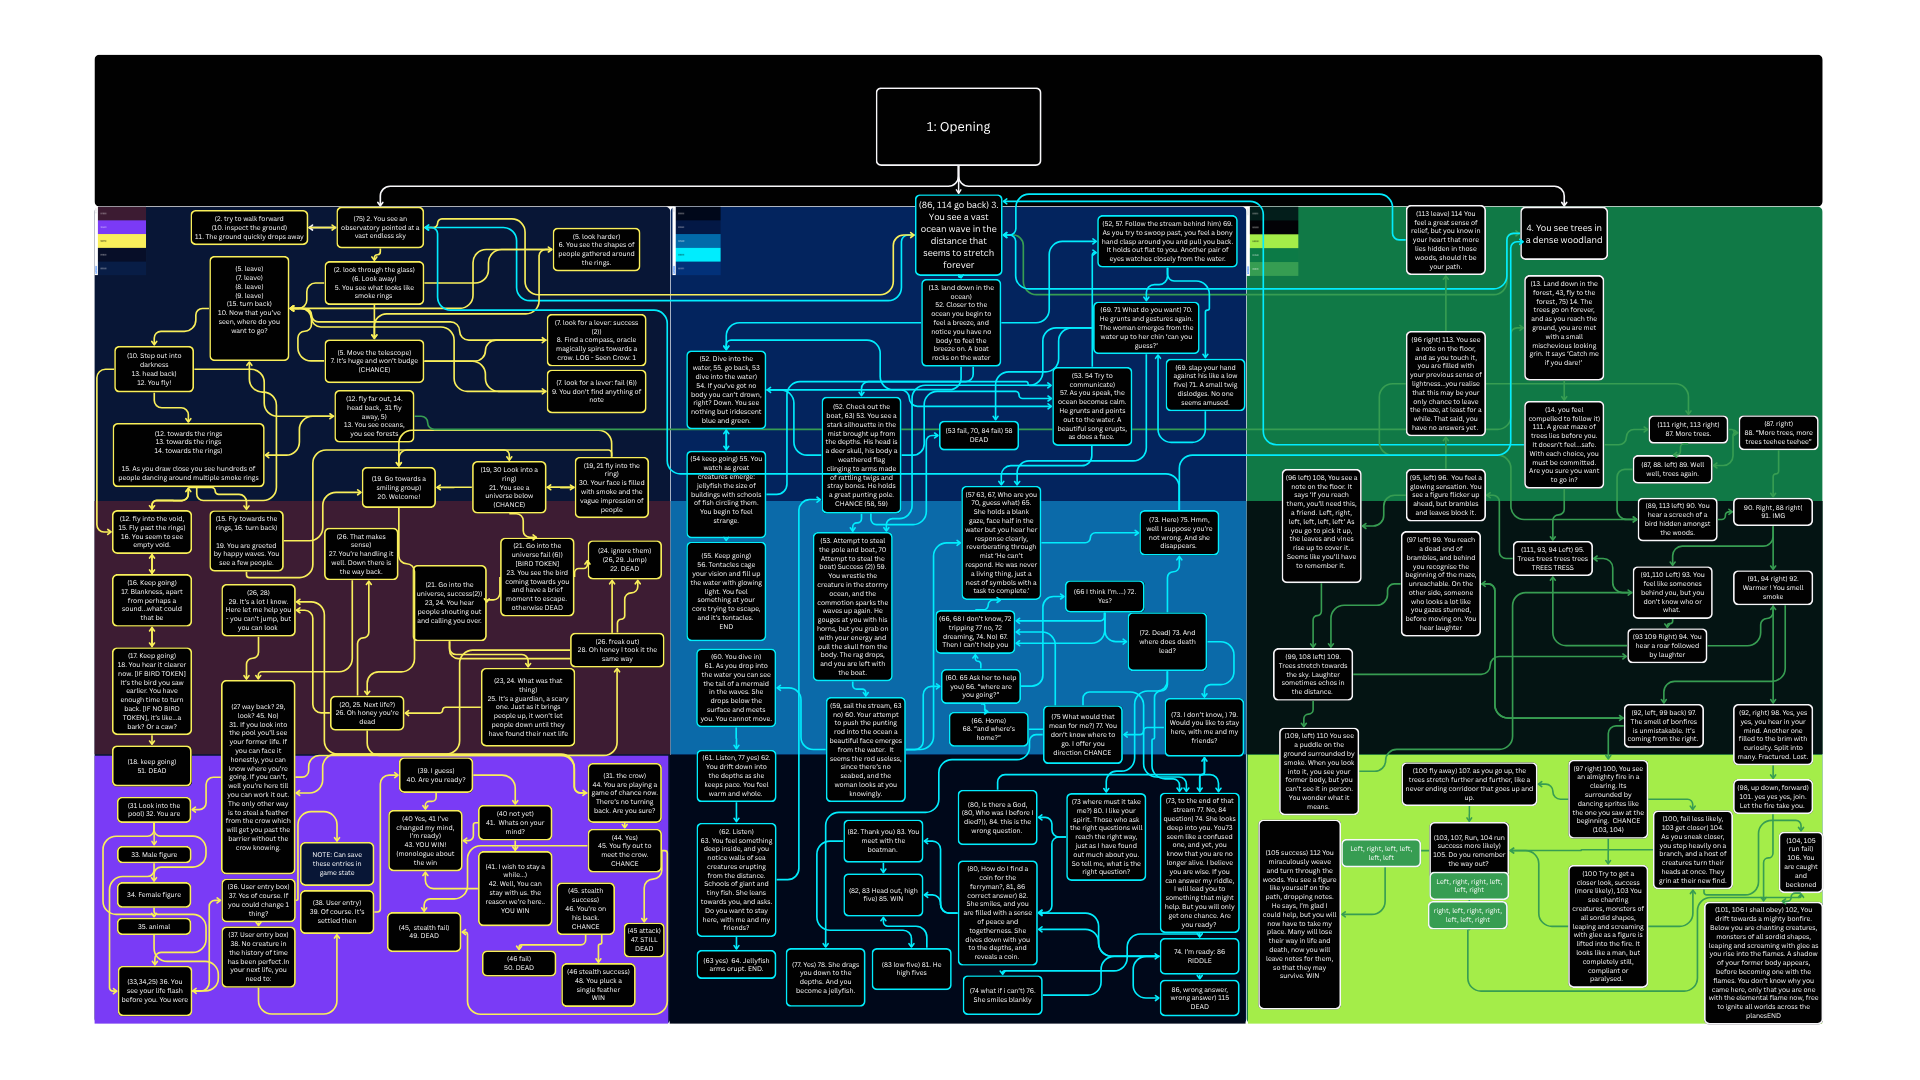 1: Opening
(2. try to walk forward
(10. inspect the ground)
11. The ground quickly drops away
(75) 2. You see an
observatory pointed at a
vast endless sky
(5. look harder)
6. You see the shapes of
people gathered around
the rings.
(5. leave)
(7. leave)
(8. leave)
(9. leave)
(15. turn back)
10. Now that you've
seen, where do you
want to go?
(2. look through the glass)
(6. Look away)
5. You see what looks like
smoke rings
(5. Move the telescope)
7. It's huge and won't budge
(CHANCE)
(7. look for a lever: success
(2))
8. Find a compass, oracle
magically spins towards a
crow. LOG - Seen Crow: 1
(7. look for a lever: fail (6))
9. You don't find anything of
note
(10. Step out into
darkness
13. head back)
12. You fly!
(12. fly far out, 14.
head back, 31 fly
away, 5)
13. You see oceans,
you see forests
(12. towards the rings
13. towards the rings)
14. towards the rings)
15. As you draw close you see hundreds of
people dancing around multiple smoke rings
(19. Go towards a
smiling group)
20. Welcome!
(19, 30 Look into a
ring)
21. You see a
universe below
(CHANCE)
(19, 21 fly into the
ring)
30. Your face is filled
with smoke and the
vague impression of
people
(12. fly into the void,
15. Fly past the rings)
16. You seem to see
empty void.
(15. Fly towards the
rings, 16. turn back)
19. You are greeted
by happy waves. You
see a few people.
(26. That makes
sense)
27. You're handling it
well. Down there is
the way back.
(21. Go into the
universe fail (6))
[BIRD TOKEN]
23. You see the bird
coming towards you
and have a brief
moment to escape.
otherwise DEAD
(24. ignore them)
(26, 29. Jump)
22. DEAD
(16. Keep going)
17. Blankness, apart
from perhaps a
sound...what could
that be
(26, 28)
29. It's a lot I know.
Here let me help you
- you can't jump, but
you can look
(21. Go into the
universe, success(2))
23, 24. You hear
people shouting out
and calling you over.
(26. freak out)
28. Oh honey I took it the
same way
(17. Keep going)
18. You hear it clearer
now. [IF BIRD TOKEN]
It's the bird you saw
earlier. You have
enough time to turn
back. [IF NO BIRD
TOKEN], it's like...a
bark? Or a caw?
(27 way back? 29,
look? 45. No)
31. If you look into
the pool you'll see
your former life. If
you can face it
honestly, you can
know where you're
going. If you can't,
well you're here till
you can work it out.
The only other way
is to steal a feather
from the crow which
will get you past the
barrier without the
crow knowing.
(20, 25. Next life?)
26. Oh honey you're
dead
(23, 24. What was that
thing)
25. It's a guardian, a scary
one. Just as it brings
people up, it won't let
people down until they
have found their next life
(18. keep going)
51. DEAD
(31 Look into the
pool) 32. You are
33. Male figure
34. Female figure
35. animal
(33,34,25) 36. You
see your life flash
before you. You were
(36. User entry box)
37. Yes of course. If
you could change 1
thing?
(37. User entry box)
38. No creature in
the history of time
has been perfect.In
your next life, you
need to:
NOTE: Can save
these entries in
game state
(38. User entry)
39. Of course. It's
settled then
(39. I guess)
40. Are you ready?
(40 Yes, 41 I've
changed my mind,
I'm ready)
43. YOU WIN!
(monologue about
the win
(40 not yet)
41. Whats on your
mind?
(41. I wish to stay a
while...)
42. Well, You can
stay with us. the
reason we're here..
YOU WIN
(31. the crow)
44. You are playing a
game of chance now.
There's no turning
back. Are you sure?
(44. Yes)
45. You fly out to
meet the crow.
CHANCE
(45, stealth fail)
49. DEAD
(45. stealth
success)
46. You're on
his back.
CHANCE
(45 attack)
47. STILL
DEAD
(46 fail)
50. DEAD
(46 stealth success)
48. You pluck a
single feather
WIN
(86, 114 go back) 3.
You see a vast
ocean wave in the
distance that
seems to stretch
forever
(52, 57. Follow the stream behind him) 69.
As you try to swoop past, you feel a bony
hand clasp around you and pull you back.
It holds out flat to you. Another pair of
eyes watches closely from the water.
(13. land down in the
ocean)
52. Closer to the
ocean you begin to
feel a breeze, and
notice you have no
body to feel the
breeze on. A boat
rocks on the water
(69. 71 What do you want) 70.
He grunts and gestures again.
The woman emerges from the
water up to her chin 'can you
guess?'
(52. Dive into the
water, 55. go back, 53
dive into the water)
54. If you've got no
body you can't drown,
right? Down. You see
nothing but iridescent
blue and green.
(69. slap your hand
against his like a low
five) 71. A small twig
dislodges. No one
seems amused.
(53. 54 Try to
communicate)
57. As you speak, the
ocean becomes calm.
He grunts and points
out to the water. A
beautiful song erupts,
as does a face.
(52. Check out the
boat, 63) 53. You see a
stark silhouette in the
mist brought up from
the depths. His head is
a deer skull, his body a
weathered flag
clinging to arms made
of rattling twigs and
stray bones. He holds
a great punting pole.
CHANCE (58, 59)
(53 fail, 70, 84 fail) 58
DEAD
(54 keep going) 55. You
watch as great
creatures emerge.
jellyfish the size of
buildings with schools
of fish circling them.
You begin to feel
strange.
(57 63, 67, Who are you
70, guess what) 65.
She holds a blank
gaze, face half in the
water but you hear her
response clearly,
reverberating through
mist 'He can't
respond. He was never
a living thing, just a
nest of symbols with a
task to complete.'
(73. Here) 75. Hmm,
well I suppose you're
not wrong. And she
disappears.
(55. Keep going)
56. Tentacles cage
your vision and fill up
the water with glowing
light. You feel
something at your
core trying to escape,
and it's tentacles.
END
(53. Attempt to steal
the pole and boat, 70
Attempt to steal the
boat) Success (2)) 59.
You wrestle the
creature in the stormy
ocean, and the
commotion sparks the
waves up again. He
gouges at you with his
horns, but you grab on
with your energy and
pull the skull from the
body. The rag drops,
and you are left with
the boat.
(66 I think I'm....) 72.
Yes?
(66, 68 I don't know, 72
tripping 77 no, 72
dreaming, 74. No) 67.
Then I can't help you
(72. Dead) 73. And
where does death
lead?
(60. You dive in)
61. As you drop into
the water you can see
the tail of a mermaid
in the waves. She
drops below the
surface and meets
you. You cannot move.
(60. 65 Ask her to help
you) 66. "where are
you going?"
(59, sail the stream, 63
no) 60. Your attempt
to push the punting
rod into the ocean a
beautiful face emerges
from the water. It
seems the rod useless,
since there's no
seabed, and the
woman looks at you
knowingly.
(66. Home)
68. "and where's
home?"
(75 What would that
mean for me?) 77. You
don't know where to
go. I offer you
direction CHANCE
(73. I don't know, ) 79.
Would you like to stay
here, with me and my
friends?
(61. Listen, 77 yes) 62.
You drift down into
the depths as she
keeps pace. You feel
warm and whole.
(62. Listen)
63. You feel something
deep inside, and you
notice walls of sea
creatures erupting
from the distance.
Schools of giant and
tiny fish. She leans
towards you, and asks.
Do you want to stay
here, with me and my
friends?
(63 yes) 64. Jellyfish
arms erupt. END.
(82. Thank you) 83. You
meet with the
boatman.
(82, 83 Head out, high
five) 85. WIN
(77. Yes) 78. She drags
you down to the
depths. And you
become a jellyfish.
(83 low five) 81. He
high fives
(80, Is there a God,
(80, Who was I before I
died?)), 84. this is the
wrong question.
(80, How do I find a
coin for the
ferryman?, 81, 86
correct answer) 82.
She smiles, and you
are filled with a sense
of peace and
togetherness. She
dives down with you
to the depths, and
reveals a coin.
(74 what if i can't) 76.
She smiles blankly
(73 where must it take
me?) 80. I like your
spirit. Those who ask
the right questions will
reach the right way,
just as I have found
out much about you.
So tell me, what is the
right question?
(73, to the end of that
stream 77. No, 84
question) 74. She looks
deep into you. You73
seem like a confused
one, and yet, you
know that you are no
longer alive. I believe
you are wise. If you
can answer my riddle,
I will lead you to
something that might
help. But you will only
get one chance. Are
you ready?
74. I'm ready: 86
RIDDLE
86, wrong answer,
wrong answer) 115
DEAD
(113 leave) 114 You
feel a great sense of
relief, but you know in
your heart that more
lies hidden in those
woods, should it be
your path.
4. You see trees in
a dense woodland
(13. Land down in the
forest, 43, fly to the
forest, 75) 14. The
trees go on forever,
and as you reach the
ground, you are met
with a small
mischevious looking
grin. It says 'Catch me
if you dare!'
(96 right) 113. You see
a note on the floor,
and as you touch it,
you are filled with
your previous sense of
lightness...you realise
that this may be your
only chance to leave
the maze, at least for a
while. That said, you
have no answers yet.
(14. you feel
compelled to follow it)
111. A great maze of
trees lies before you.
It doesn't feel...safe.
With each choice, you
must be committed.
Are you sure you want
to go in?
(111 right, 113 right)
87. More trees.
(87. right)
88. "More trees, more
trees teehee teehee"
(87, 88. left) 89. Well
well, trees again.
(96 left) 108, You see a
note on the floor. It
says 'If you reach
them, you'll need this,
a friend. Left, right,
left, left, left, left' As
you go to pick it up,
the leaves and vines
rise up to cover it.
Seems like you'll have
to remember it.
(95, left) 96. You feel a
glowing sensation. You
see a figure flicker up
ahead, but brambles
and leaves block it.
(89, 113 left) 90. You
hear a screech of a
bird hidden amongst
the woods.
90. Right, 88 right)
91. IMG
(97 left) 99. You reach
a dead end of
brambles, and behind
you recognise the
beginning of the maze,
unreachable. On the
other side, someone
who looks a lot like
you gazes stunned,
before moving on. You
hear laughter
(111, 93, 94 Left) 95.
Trees trees trees trees
TREES TRESS
(91,110 Left) 93. You
feel like someones
behind you, but you
don't know who or
what.
(91, 94 right) 92.
Warmer ! You smell
smoke
(93 109 Right) 94. You
hear a roar followed
by laughter
(99, 108 left) 109.
Trees stretch towards
the sky. Laughter
sometimes echos in
the distance.
(92, left, 99 back) 97.
The smell of bonfires
is unmistakable. It's
coming from the right.
(92, right) 98. Yes, yes
yes, you hear in your
mind. Another one
filled to the brim with
curiosity. Split into
many. Fractured. Lost.
(109, left) 110 You see
a puddle on the
ground surrounded by
smoke. When you look
into it, you see your
former body, but you
can't see it in person.
You wonder what it
means.
(100 fly away) 107. as you go up, the
trees stretch further and further, like a
never ending corridoor that goes up and
up.
(97 right) 100. You see
an almighty fire in a
clearing. Its
surrounded by
dancing sprites like
the one you saw at the
beginning. CHANCE
(103, 104)
(98, up, down, forward)
101. yes yes yes, join.
Let the fire take you.
(105 success) 112 You
miraculously weave
and turn through the
woods. You see a figure
like yourself on the
path, dropping notes.
He says, I'm glad I
could help, but you will
now have to take my
place. Many will lose
their way in life and
death, now you will
leave notes for them,
so that they may
survive. WIN
Left, right, left, left,
left, left
(103, 107, Run, 104 run
success more likely)
105. Do you remember
the way out?
Left, right, right, left,
left, right
right, left, right, right,
left, left, right
(100, fail less likely,
103 get closer) 104.
As you sneak closer,
you step heavily on a
branch, and a host of
creatures turn their
heads at once. They
grin at their new find.
(104, 105
run fail)
106. You
are caught
and
beckoned
(100 Try to get a
closer look, success
(more likely), 103 You
see chanting
creatures, monsters of
all sordid shapes,
leaping and screaming
with glee as a figure is
lifted into the fire. It
looks like a man, but
completely still,
compliant or
paralysed.
(101, 106 I shall obey) 102, You
drift towards a mighty bonfire.
Below you are chanting creatures,
monsters of all sordid shapes,
leaping and screaming with glee as
you rise into the flames. A shadow
of your former body appears,
before becoming one with the
flames. You don't know why you
came here, only that you are one
with the elemental flame now, free
to ignite all worlds across the
planesEND